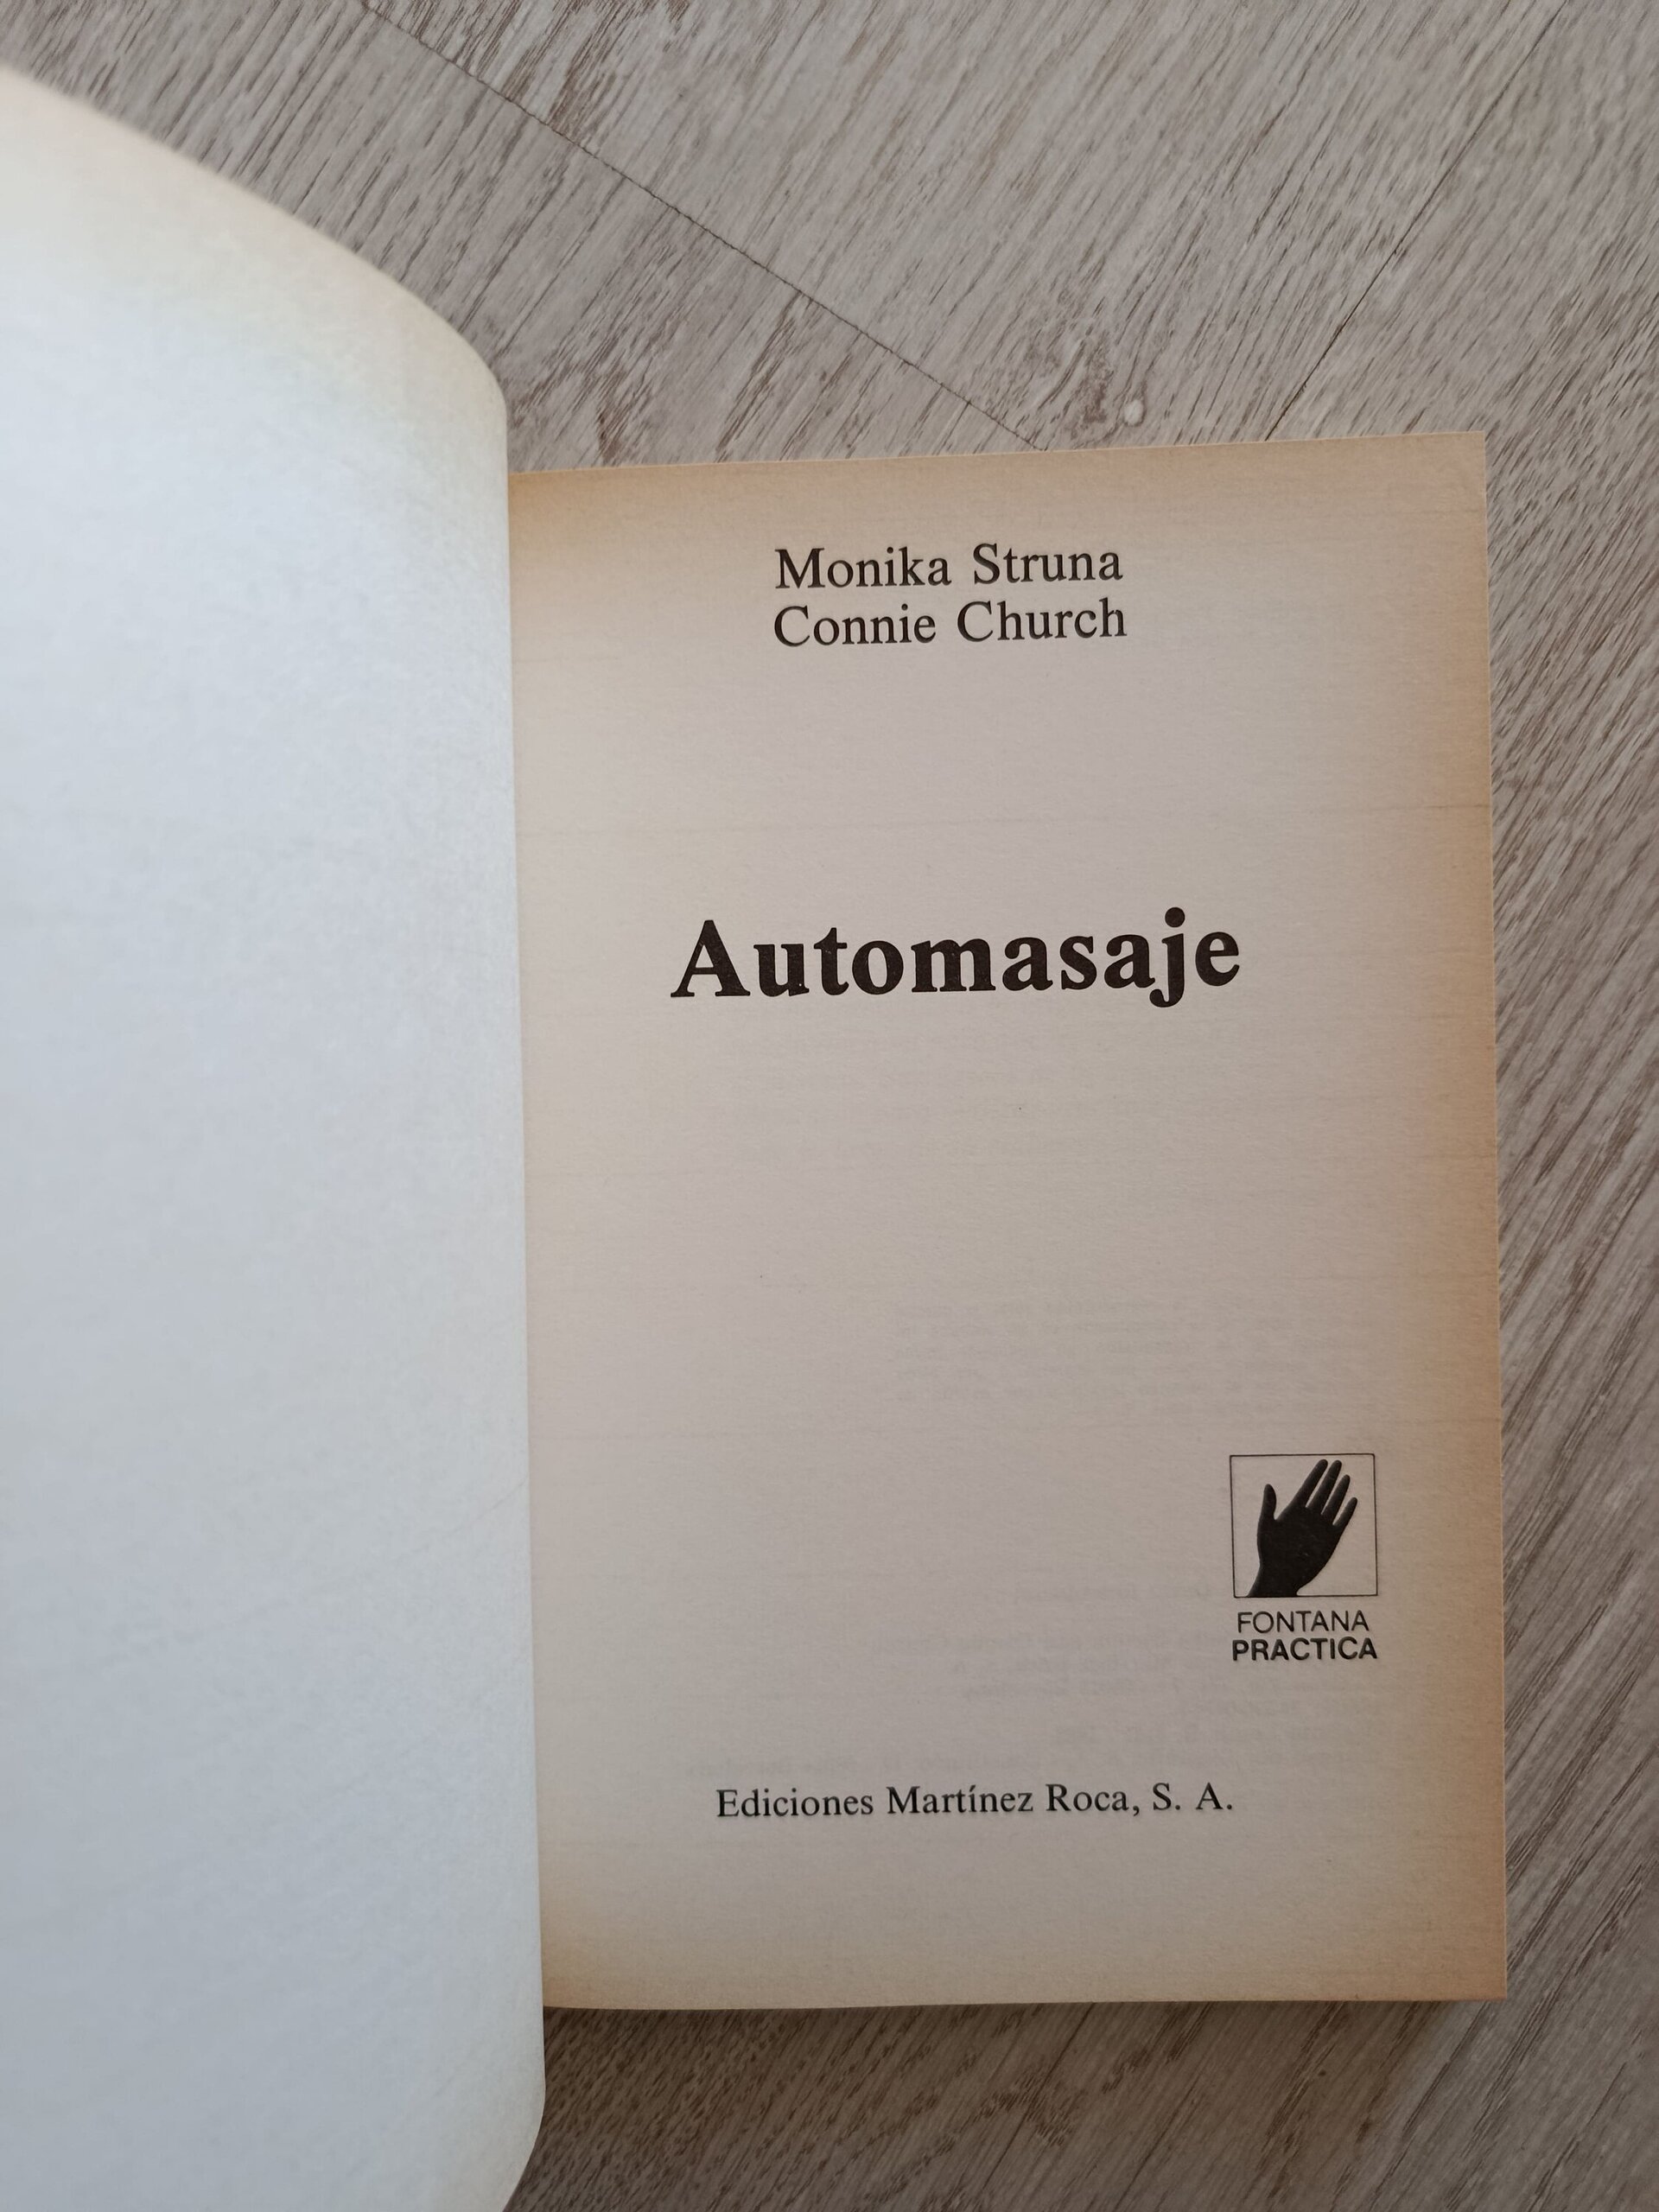 Monika Struna
Connie Church
Automasaje
FONTANA
PRACTICA
Ediciones Martínez Roca, S. A.